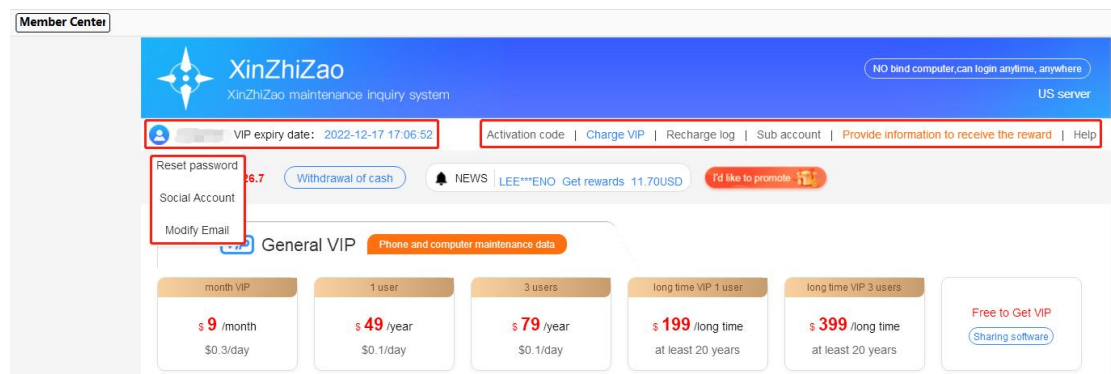 Member Center
XinZhiZao
XinZhiZao maintenance inquiry system
NO bind computer,can login anytime, anywhere
US server
VIP expiry date: 2022-12-17 17:06:52
Activation code | Charge VIP | Recharge log | Sub account | Provide information to receive the reward | Help
Reset password
Social Account
Modify Email
26.7
Withdrawal of cash
NEWS LEE***ENO Get rewards 11.70USD
I'd like to promote
VIP General VIP
Phone and computer maintenance data
month VIP
$ 9 /month
$0.3/day
1 user
$ 49 /year
$0.1/day
3 users
$ 79 /year
$0.1/day
long time VIP 1 user
$ 199 /long time
at least 20 years
long time VIP 3 users
$ 399 /long time
at least 20 years
Free to Get VIP
Sharing software